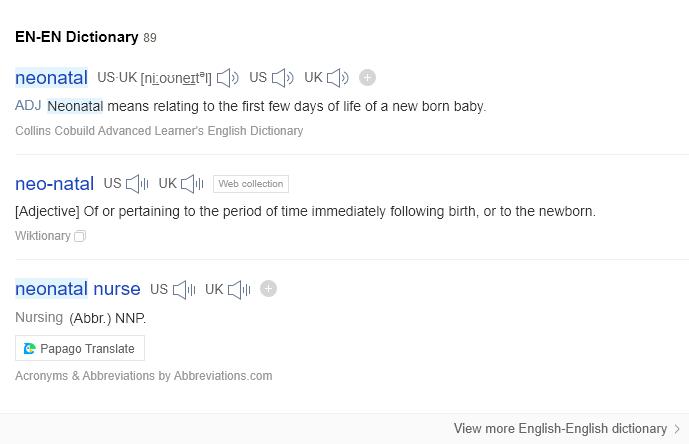 EN-EN Dictionary 89
neonatal US·UK [ni:oʊneɪtᵊl] US UK
ADJ Neonatal means relating to the first few days of life of a new born baby.
Collins Cobuild Advanced Learner's English Dictionary
neo-natal US UK Web collection
[Adjective] Of or pertaining to the period of time immediately following birth, or to the newborn.
Wiktionary
neonatal nurse US UK
Nursing (Abbr.) NNP.
Papago Translate
Acronyms & Abbreviations by Abbreviations.com
View more English-English dictionary